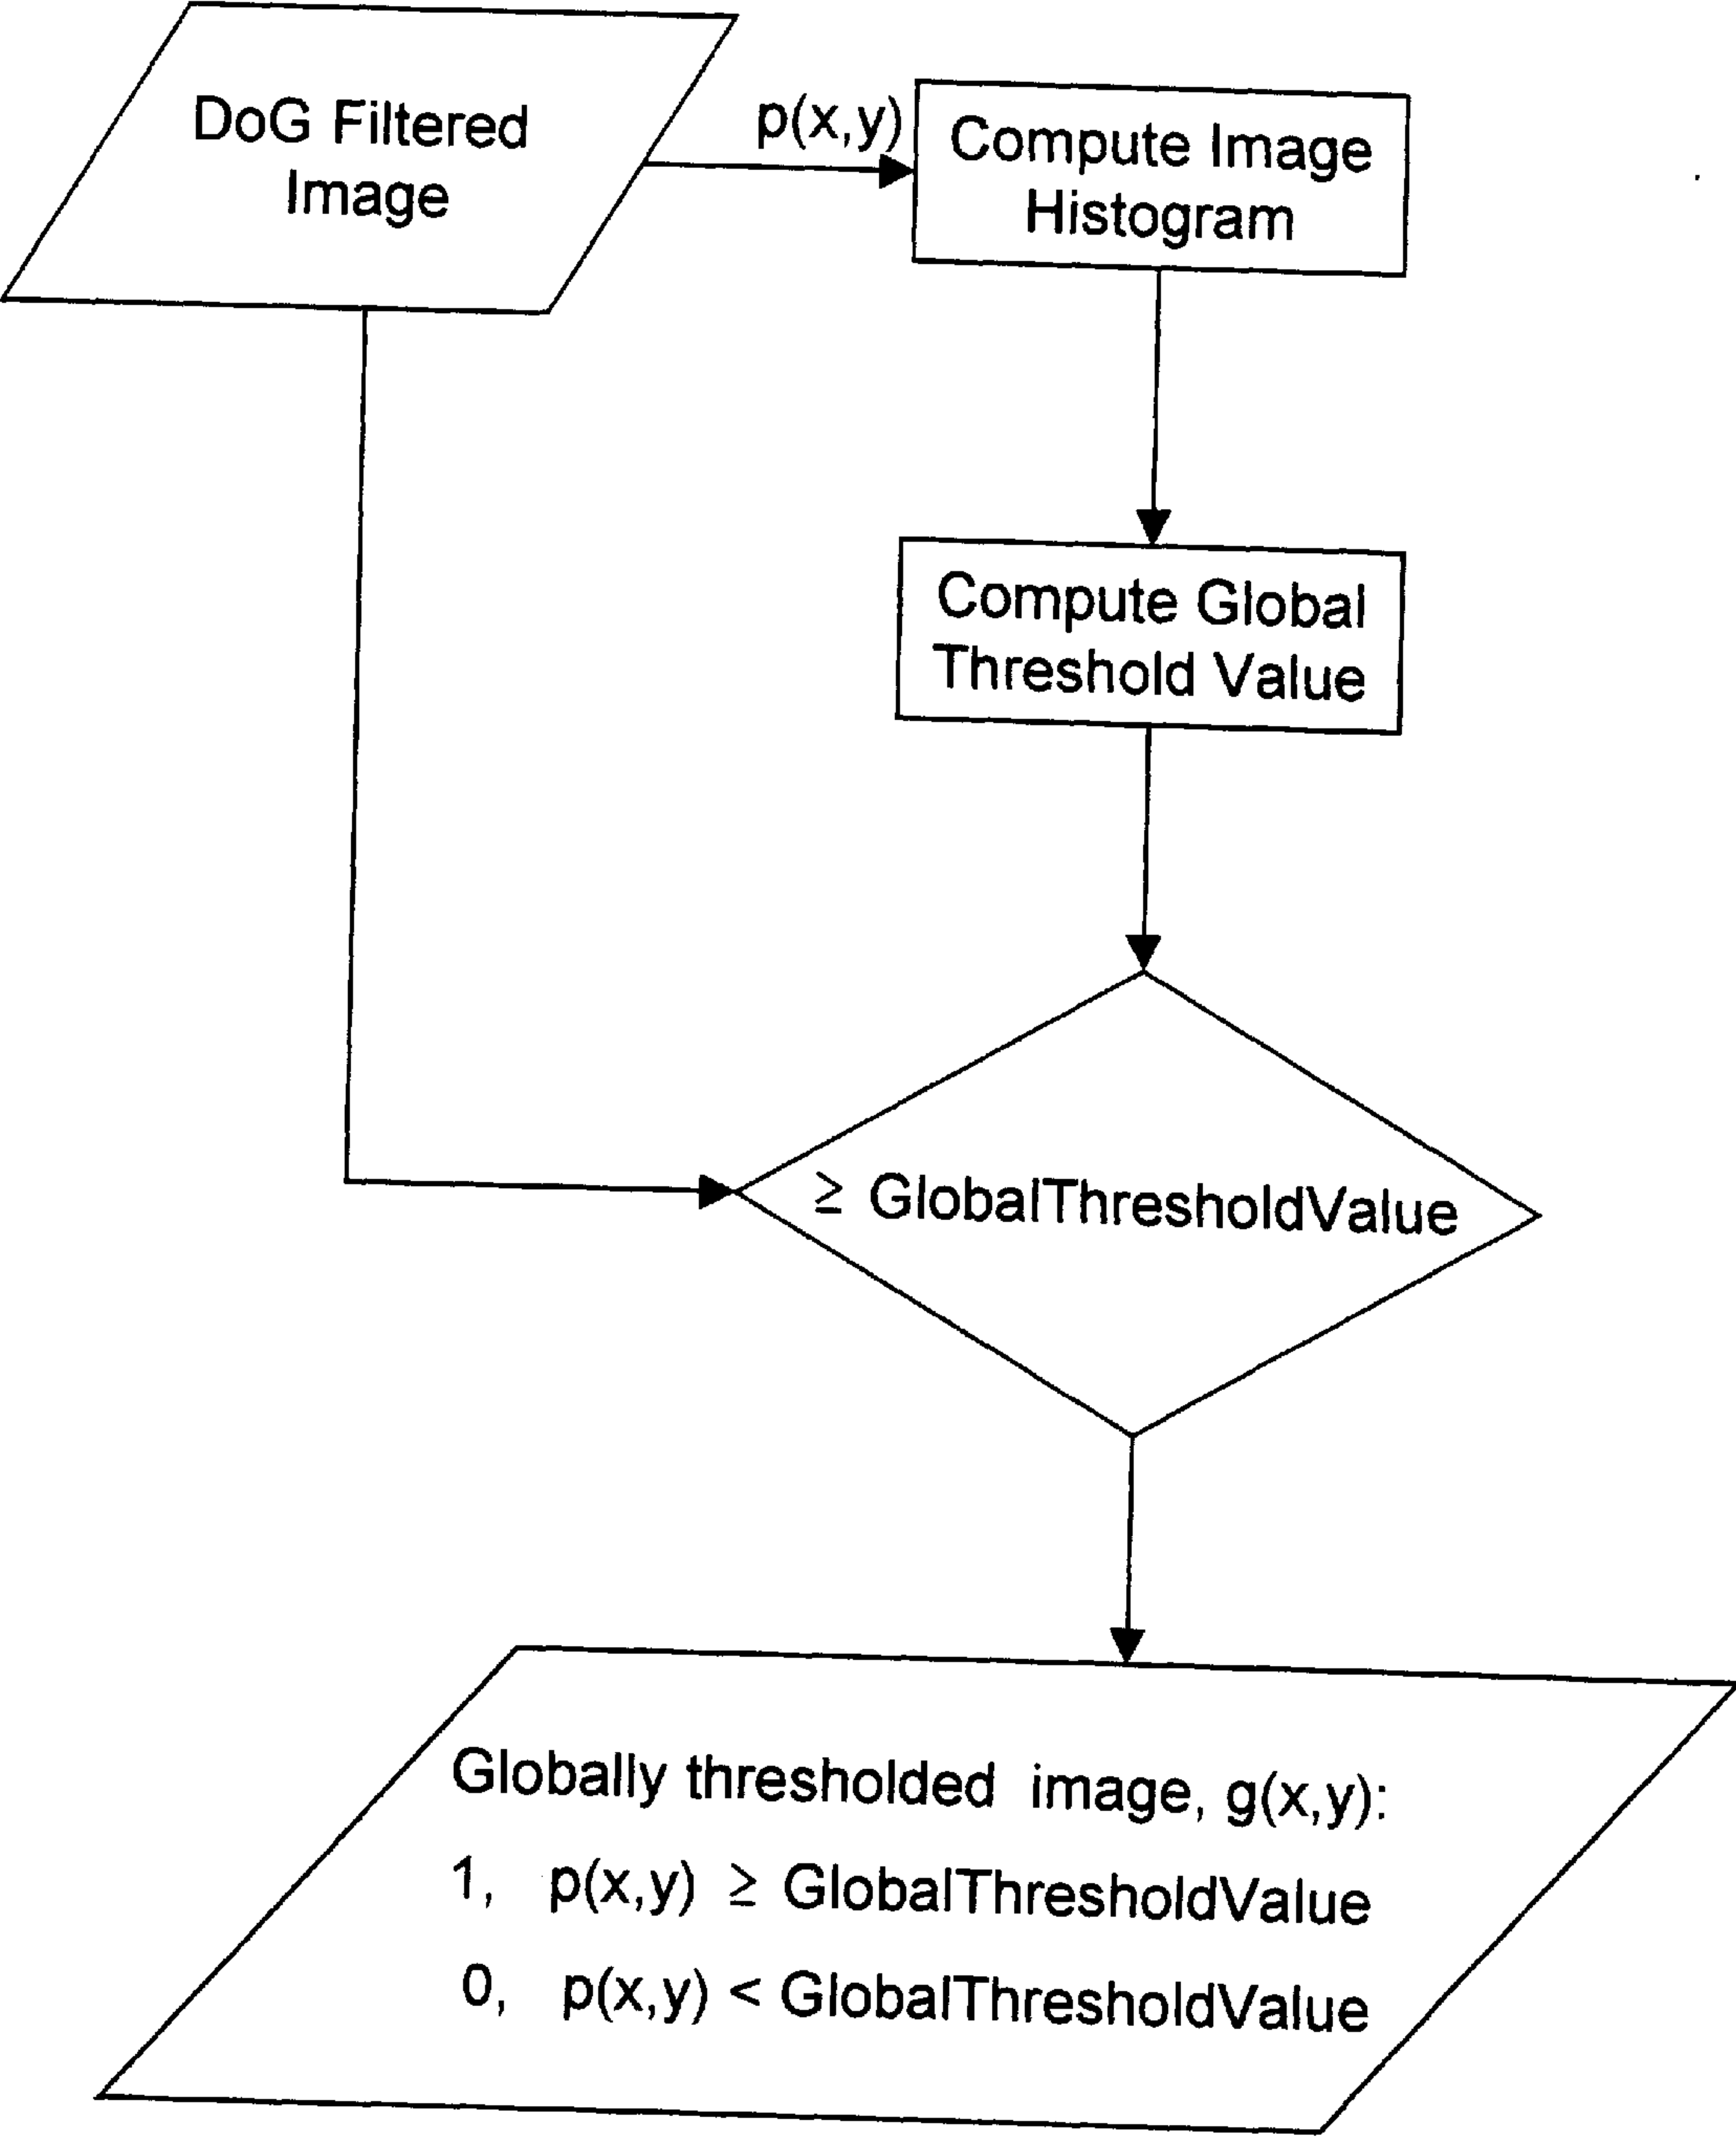 DoG Filtered
Image
p(x,y)
Compute Image
Histogram
Compute Global
Threshold Value
≥ GlobalThresholdValue
Globally thresholded image, g(x,y):
1, p(x,y) ≥ GlobalThresholdValue
0, p(x,y) < GlobalThresholdValue